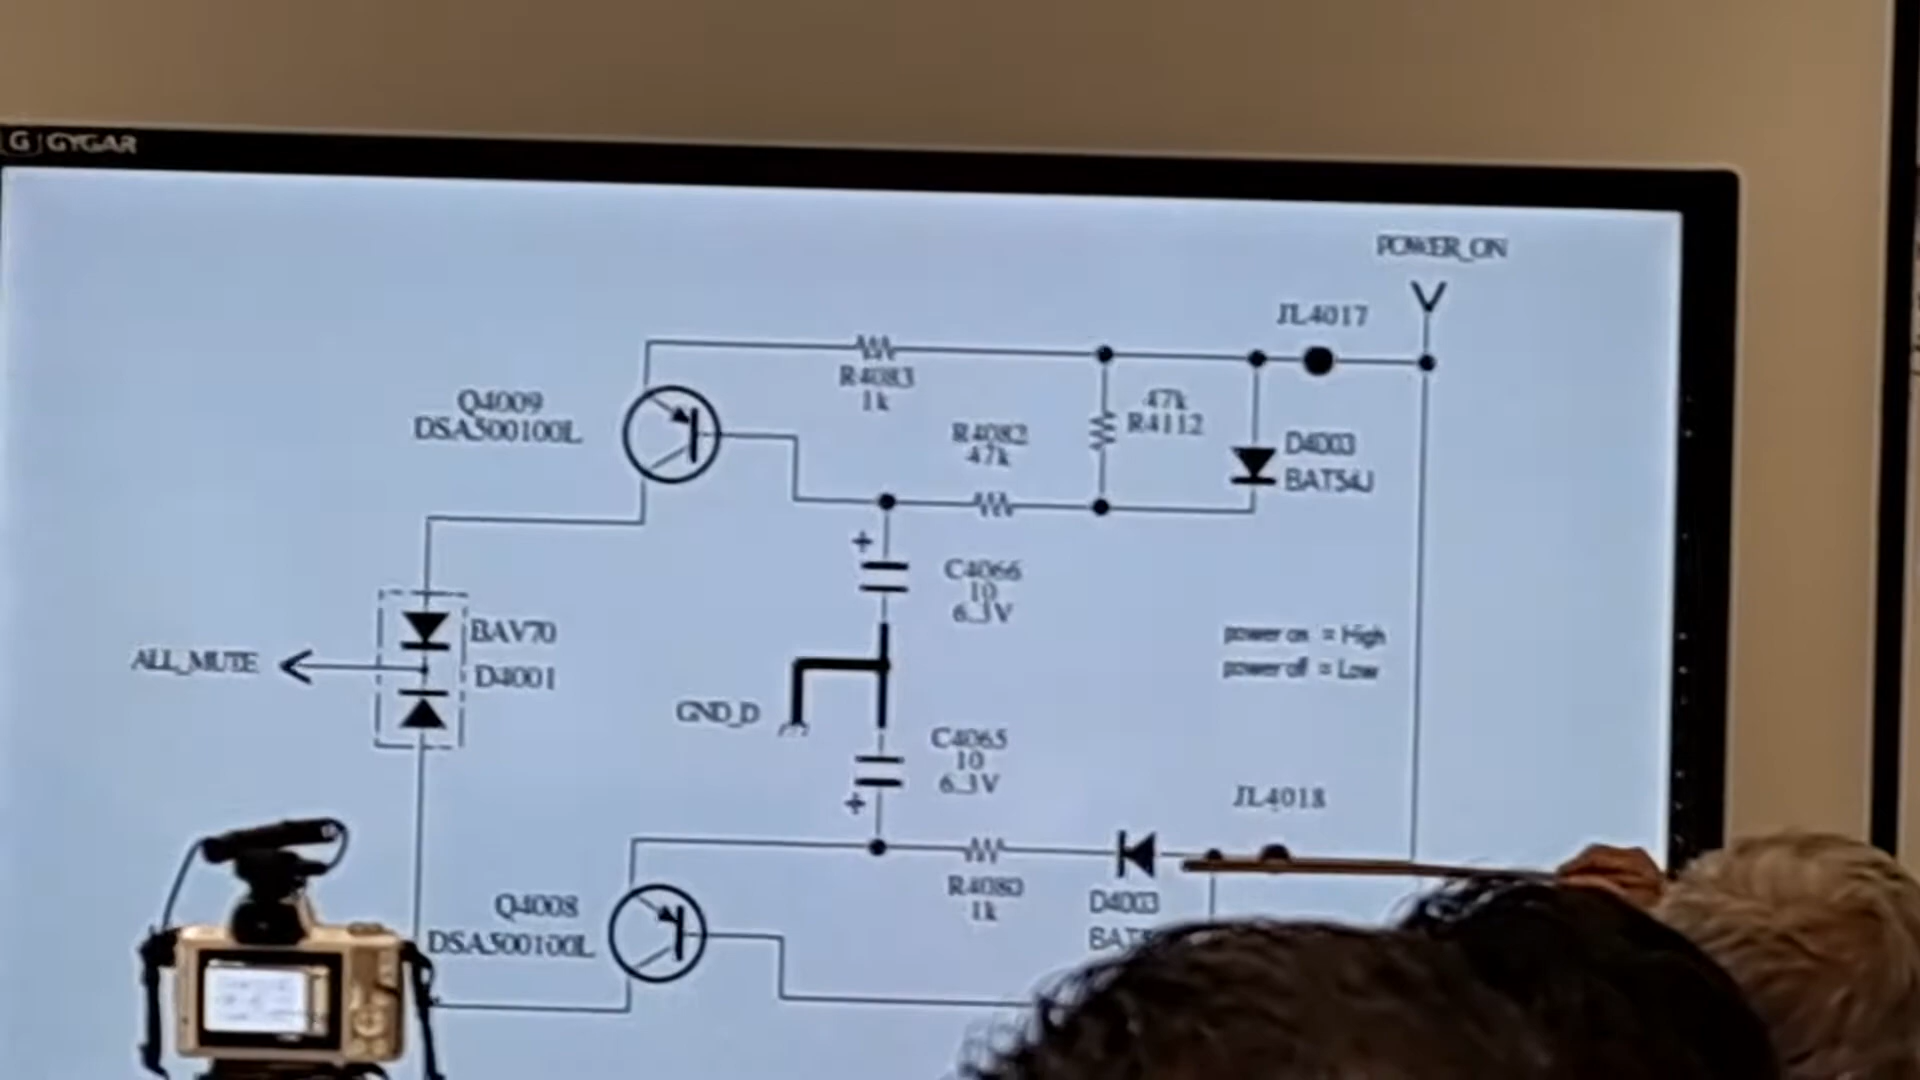 G GYGAR
POWER_ON
JL4017
R4083
1k
Q4009
DSA500100L
47k
R4112
R4082
47k
D4003
BAT54J
+
C4066
10
6.3V
power on = High
power off = Low
BAV70
D4001
ALL_MUTE
GND_D
C4065
10
6.3V
+
JL4018
R4080
1k
D4003
Q4008
DSA500100L